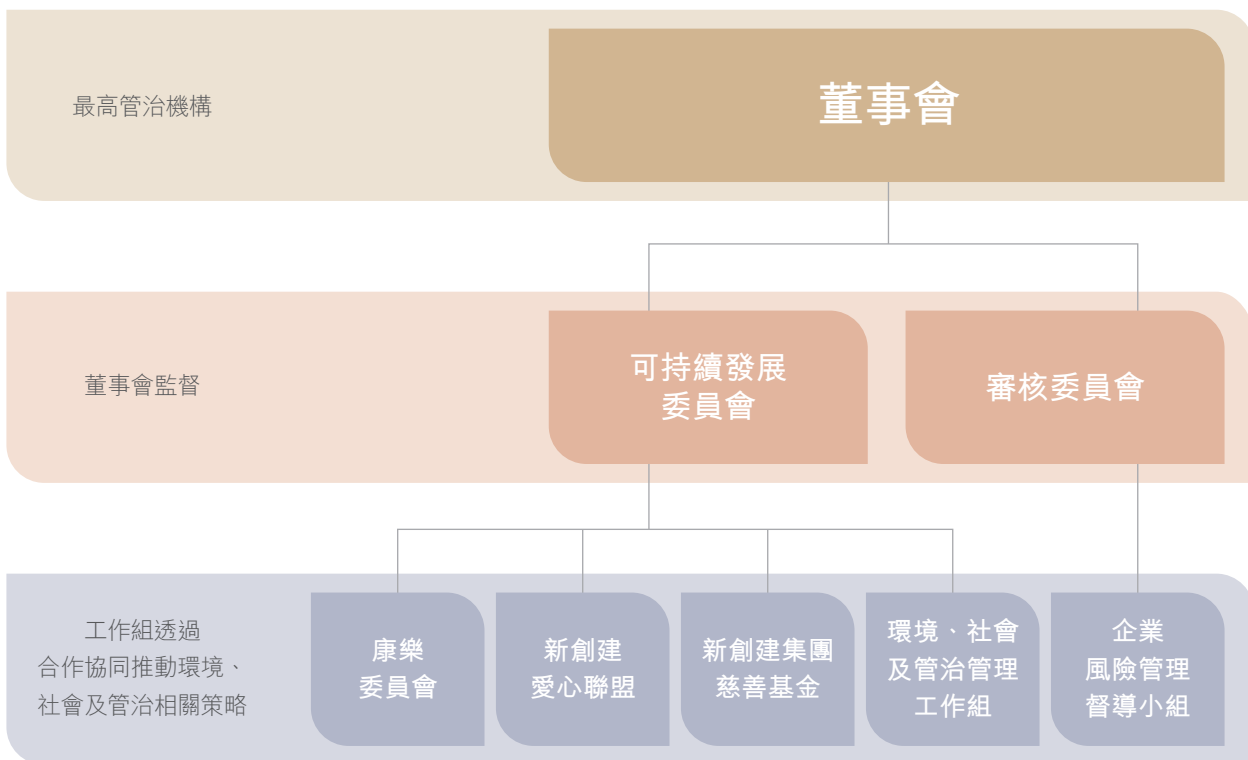 最高管治機構
董事會
董事會監督
可持續發展
委員會
審核委員會
工作組透過
合作協同推動環境、
社會及管治相關策略
康樂
委員會
新創建
愛心聯盟
新創建集團
慈善基金
環境、社會
及管治管理
工作組
企業
風險管理
督導小組